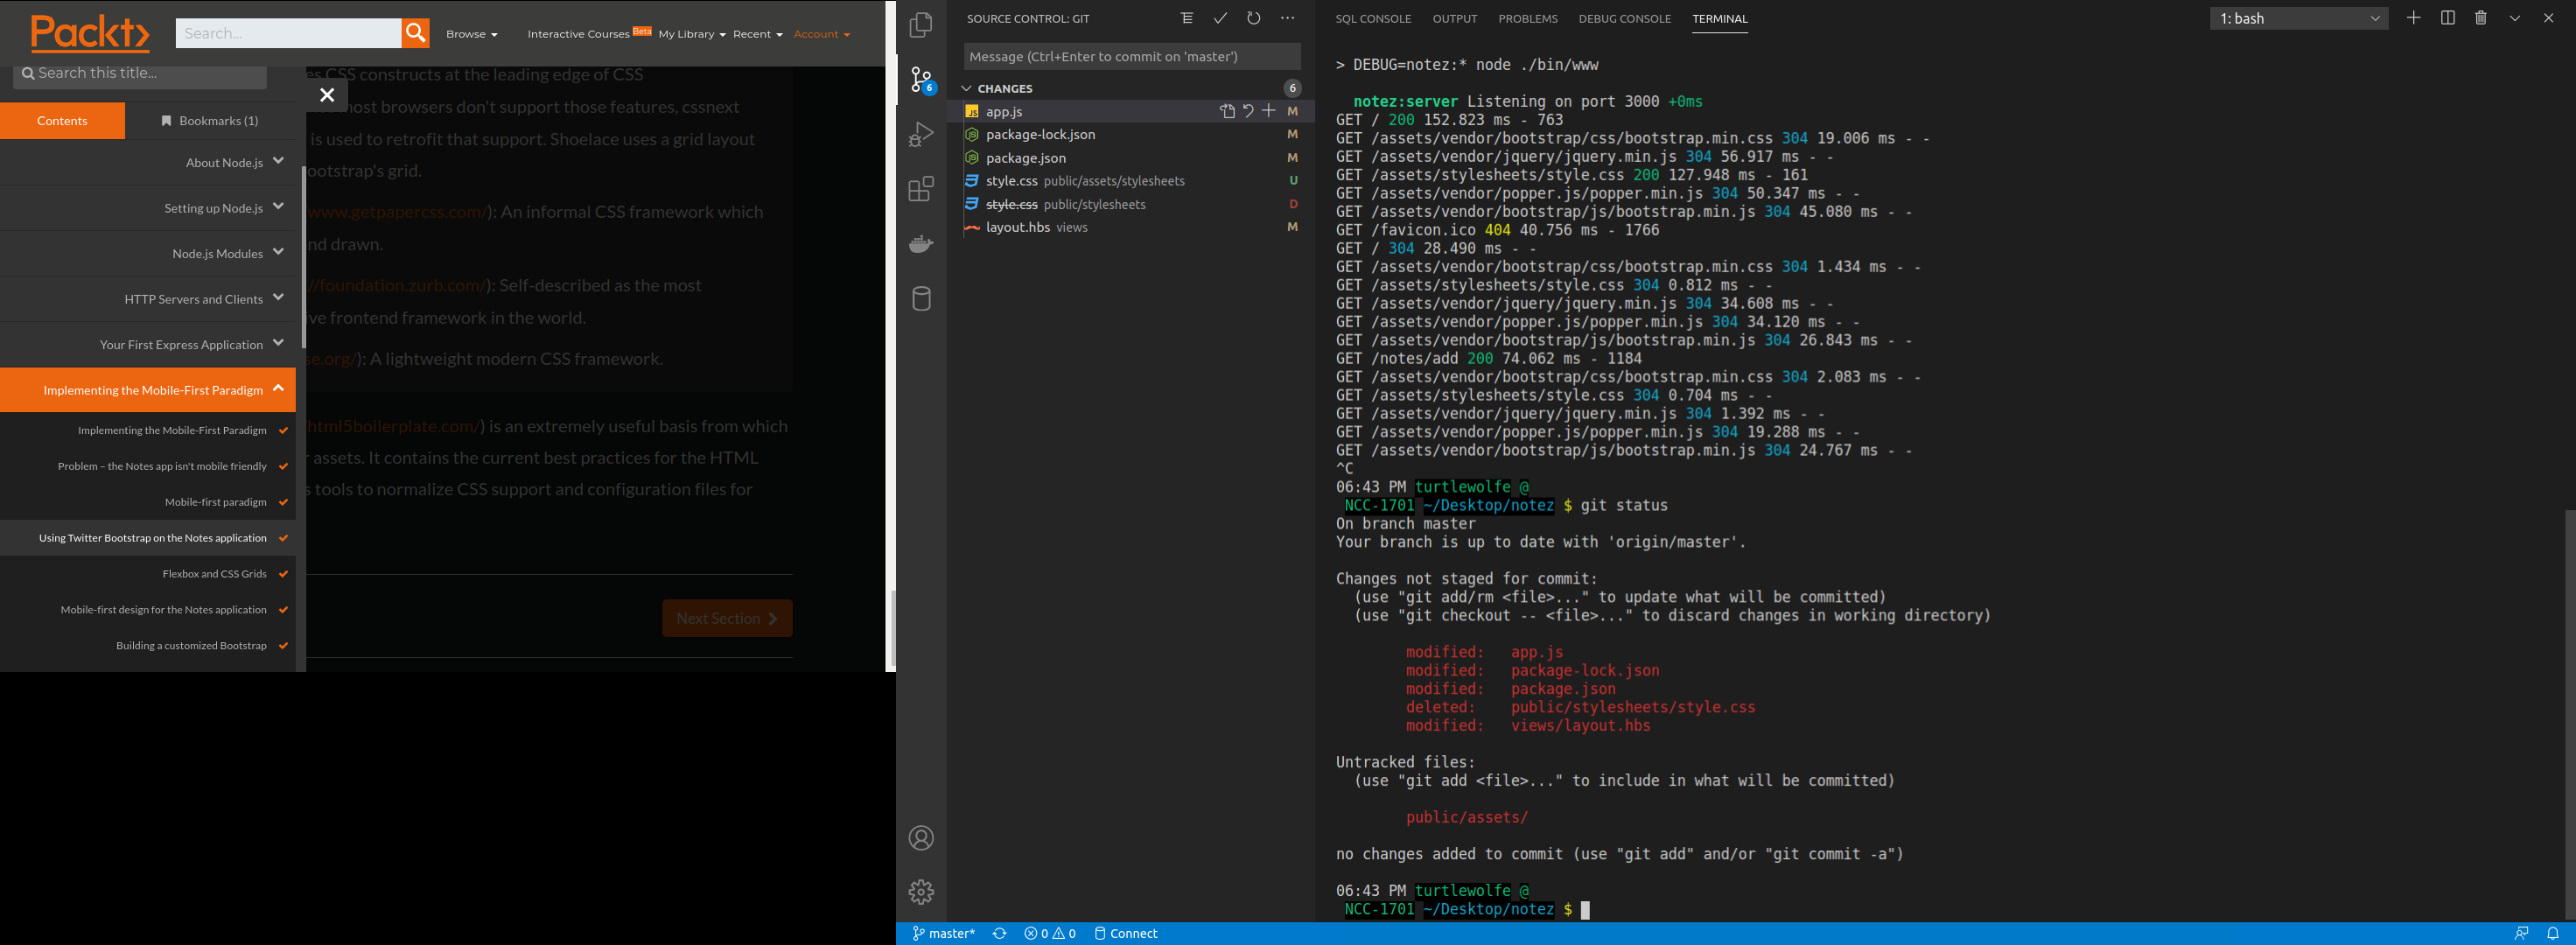 Packt>
Search...
Browse
Interactive Courses Beta
My Library
Recent
Account
Search this title...
Contents
Bookmarks (1)
About Node.js
Setting up Node.js
Node.js Modules
HTTP Servers and Clients
Your First Express Application
Implementing the Mobile-First Paradigm
Implementing the Mobile-First Paradigm
Problem – the Notes app isn't mobile friendly
Mobile-first paradigm
Using Twitter Bootstrap on the Notes application
Flexbox and CSS Grids
Mobile-first design for the Notes application
Building a customized Bootstrap
es CSS constructs at the leading edge of CSS
most browsers don't support those features, cssnext
is used to retrofit that support. Shoelace uses a grid layout
ootstrap's grid.
www.getpapercss.com/): An informal CSS framework which
nd drawn.
//foundation.zurb.com/): Self-described as the most
ive frontend framework in the world.
se.org/): A lightweight modern CSS framework.
html5boilerplate.com/) is an extremely useful basis from which
r assets. It contains the current best practices for the HTML
s tools to normalize CSS support and configuration files for
Next Section
SOURCE CONTROL: GIT
Message (Ctrl+Enter to commit on 'master')
CHANGES 6
6
app.js M
package-lock.json M
package.json M
style.css public/assets/stylesheets U
style.css public/stylesheets D
layout.hbs views M
SQL CONSOLE OUTPUT PROBLEMS DEBUG CONSOLE TERMINAL
1: bash
> DEBUG=notez:* node ./bin/www
notez:server Listening on port 3000 +0ms
GET / 200 152.823 ms - 763
GET /assets/vendor/bootstrap/css/bootstrap.min.css 304 19.006 ms - -
GET /assets/vendor/jquery/jquery.min.js 304 56.917 ms - -
GET /assets/stylesheets/style.css 200 127.948 ms - 161
GET /assets/vendor/popper.js/popper.min.js 304 50.347 ms - -
GET /assets/vendor/bootstrap/js/bootstrap.min.js 304 45.080 ms - -
GET /favicon.ico 404 40.756 ms - 1766
GET / 304 28.490 ms - -
GET /assets/vendor/bootstrap/css/bootstrap.min.css 304 1.434 ms - -
GET /assets/stylesheets/style.css 304 0.812 ms - -
GET /assets/vendor/jquery/jquery.min.js 304 34.608 ms - -
GET /assets/vendor/popper.js/popper.min.js 304 34.120 ms - -
GET /assets/vendor/bootstrap/js/bootstrap.min.js 304 26.843 ms - -
GET /notes/add 200 74.062 ms - 1184
GET /assets/vendor/bootstrap/css/bootstrap.min.css 304 2.083 ms - -
GET /assets/stylesheets/style.css 304 0.704 ms - -
GET /assets/vendor/jquery/jquery.min.js 304 1.392 ms - -
GET /assets/vendor/popper.js/popper.min.js 304 19.288 ms - -
GET /assets/vendor/bootstrap/js/bootstrap.min.js 304 24.767 ms - -
^C
06:43 PM turtlewolfe @
NCC-1701 ~/Desktop/notez $ git status
On branch master
Your branch is up to date with 'origin/master'.
Changes not staged for commit:
(use "git add/rm <file>..." to update what will be committed)
(use "git checkout -- <file>..." to discard changes in working directory)
modified: app.js
modified: package-lock.json
modified: package.json
deleted: public/stylesheets/style.css
modified: views/layout.hbs
Untracked files:
(use "git add <file>..." to include in what will be committed)
public/assets/
no changes added to commit (use "git add" and/or "git commit -a")
06:43 PM turtlewolfe @
NCC-1701 ~/Desktop/notez $
master* 0 0 Connect